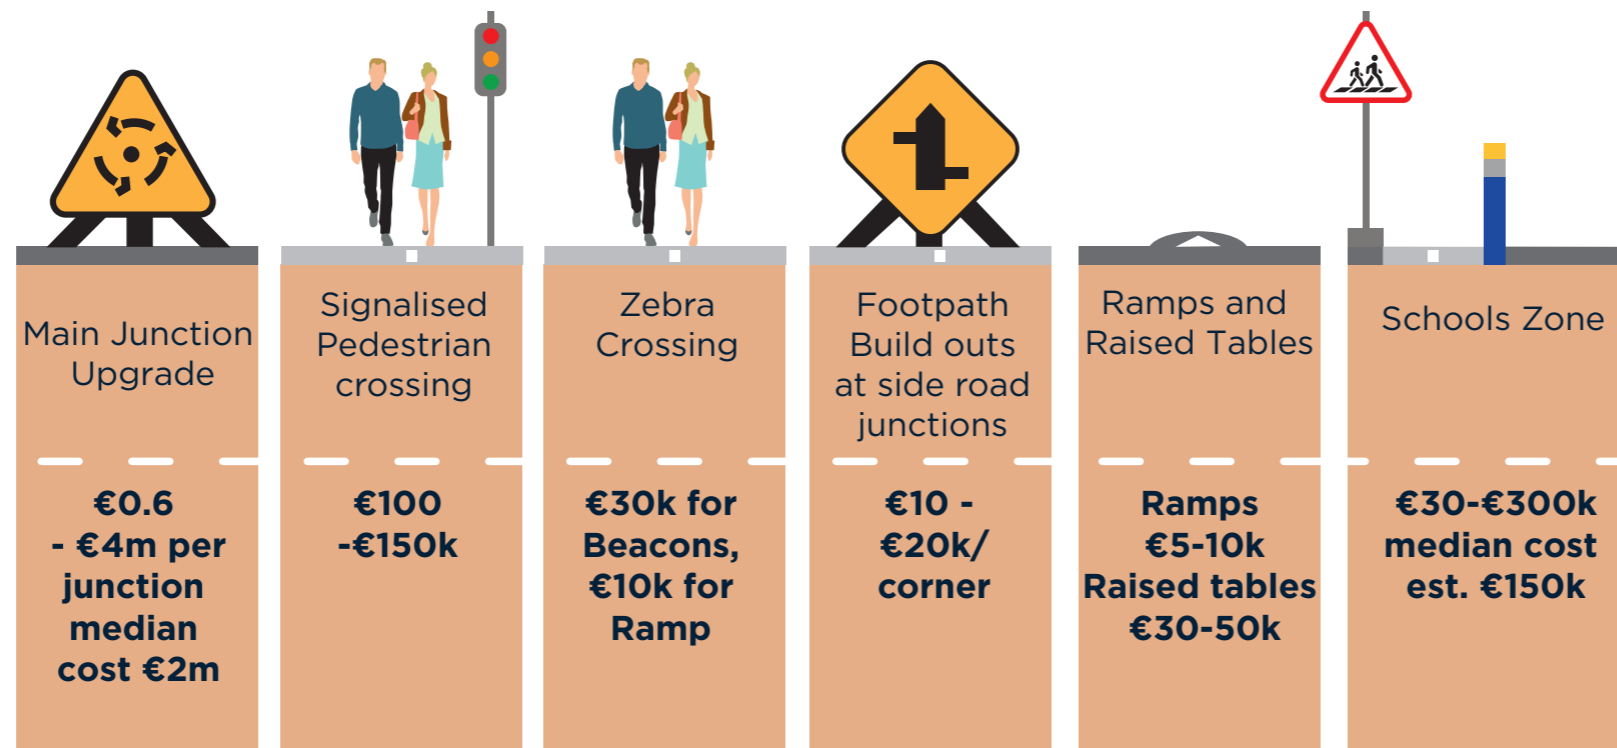 Main Junction
Upgrade
€0.6
- €4m per
junction
median
cost €2m
Signalised
Pedestrian
crossing
€100
-€150k
Zebra
Crossing
€30k for
Beacons,
€10k for
Ramp
Footpath
Build outs
at side road
junctions
€10 -
€20k/
corner
Ramps and
Raised Tables
Ramps
€5-10k
Raised tables
€30-50k
Schools Zone
€30-€300k
median cost
est. €150k